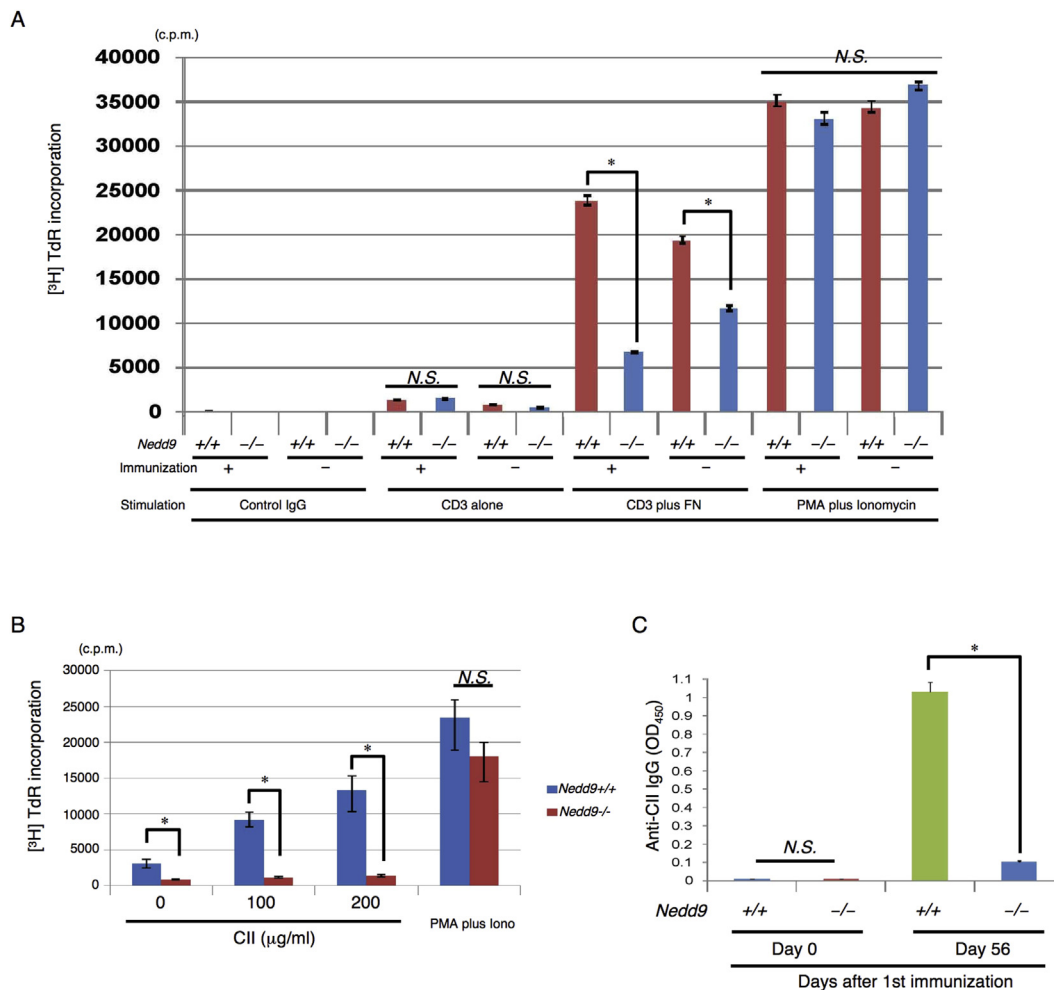 A
(c.p.m.)
40000
35000
30000
25000
20000
15000
10000
5000
0
[³H] TdR incorporation
N.S.
N.S.
*
*
N.S.
Nedd9 +/+ −/− +/+ −/− +/+ −/− +/+ −/− +/+ −/− +/+ −/− +/+ −/− +/+ −/−
Immunization + − + − + − + −
Stimulation Control IgG CD3 alone CD3 plus FN PMA plus Ionomycin
B
(c.p.m.)
30000
25000
20000
15000
10000
5000
0
[³H] TdR incorporation
*
*
*
N.S.
0 100 200 PMA plus Iono
CII (μg/ml)
Nedd9+/+
Nedd9-/-
C
1.1
1
0.9
0.8
0.7
0.6
0.5
0.4
0.3
0.2
0.1
0
Anti-CII IgG (OD₄₅₀)
N.S.
*
Nedd9 +/+ −/− +/+ −/−
Day 0 Day 56
Days after 1st immunization